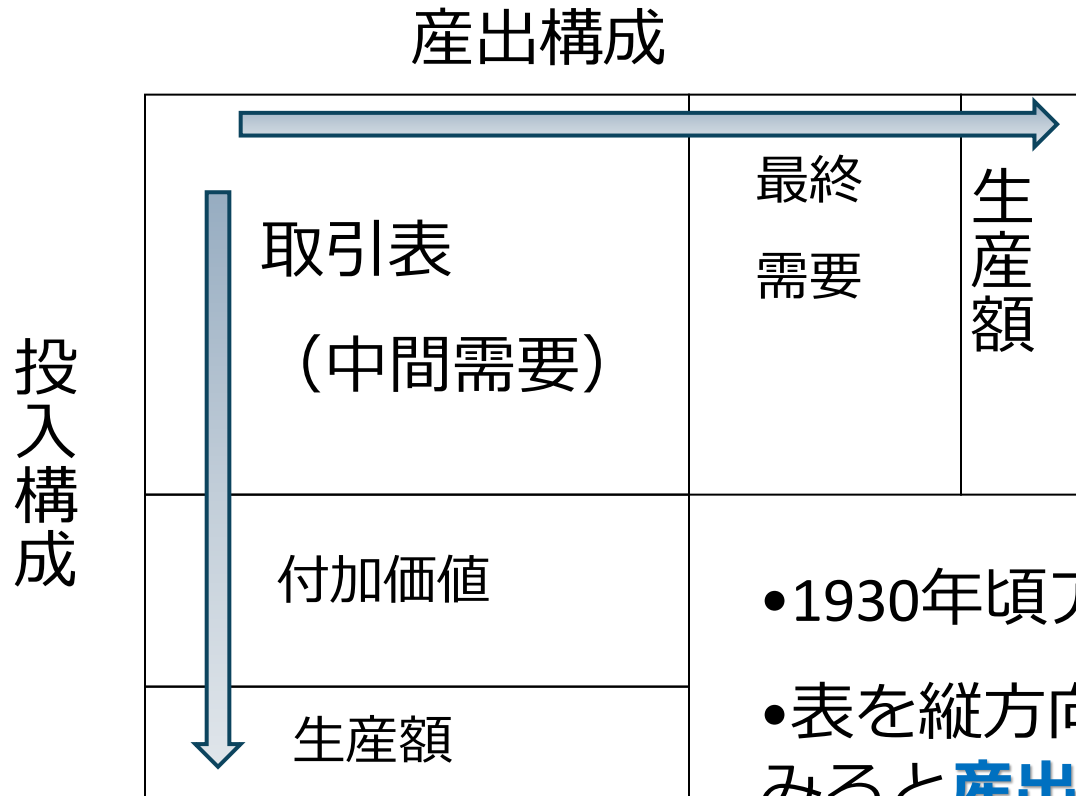 産出構成
取引表
（中間需要）
最終
需要
生産額
投入構成
付加価値
生産額
•1930年頃
•表を縦方
みると産出